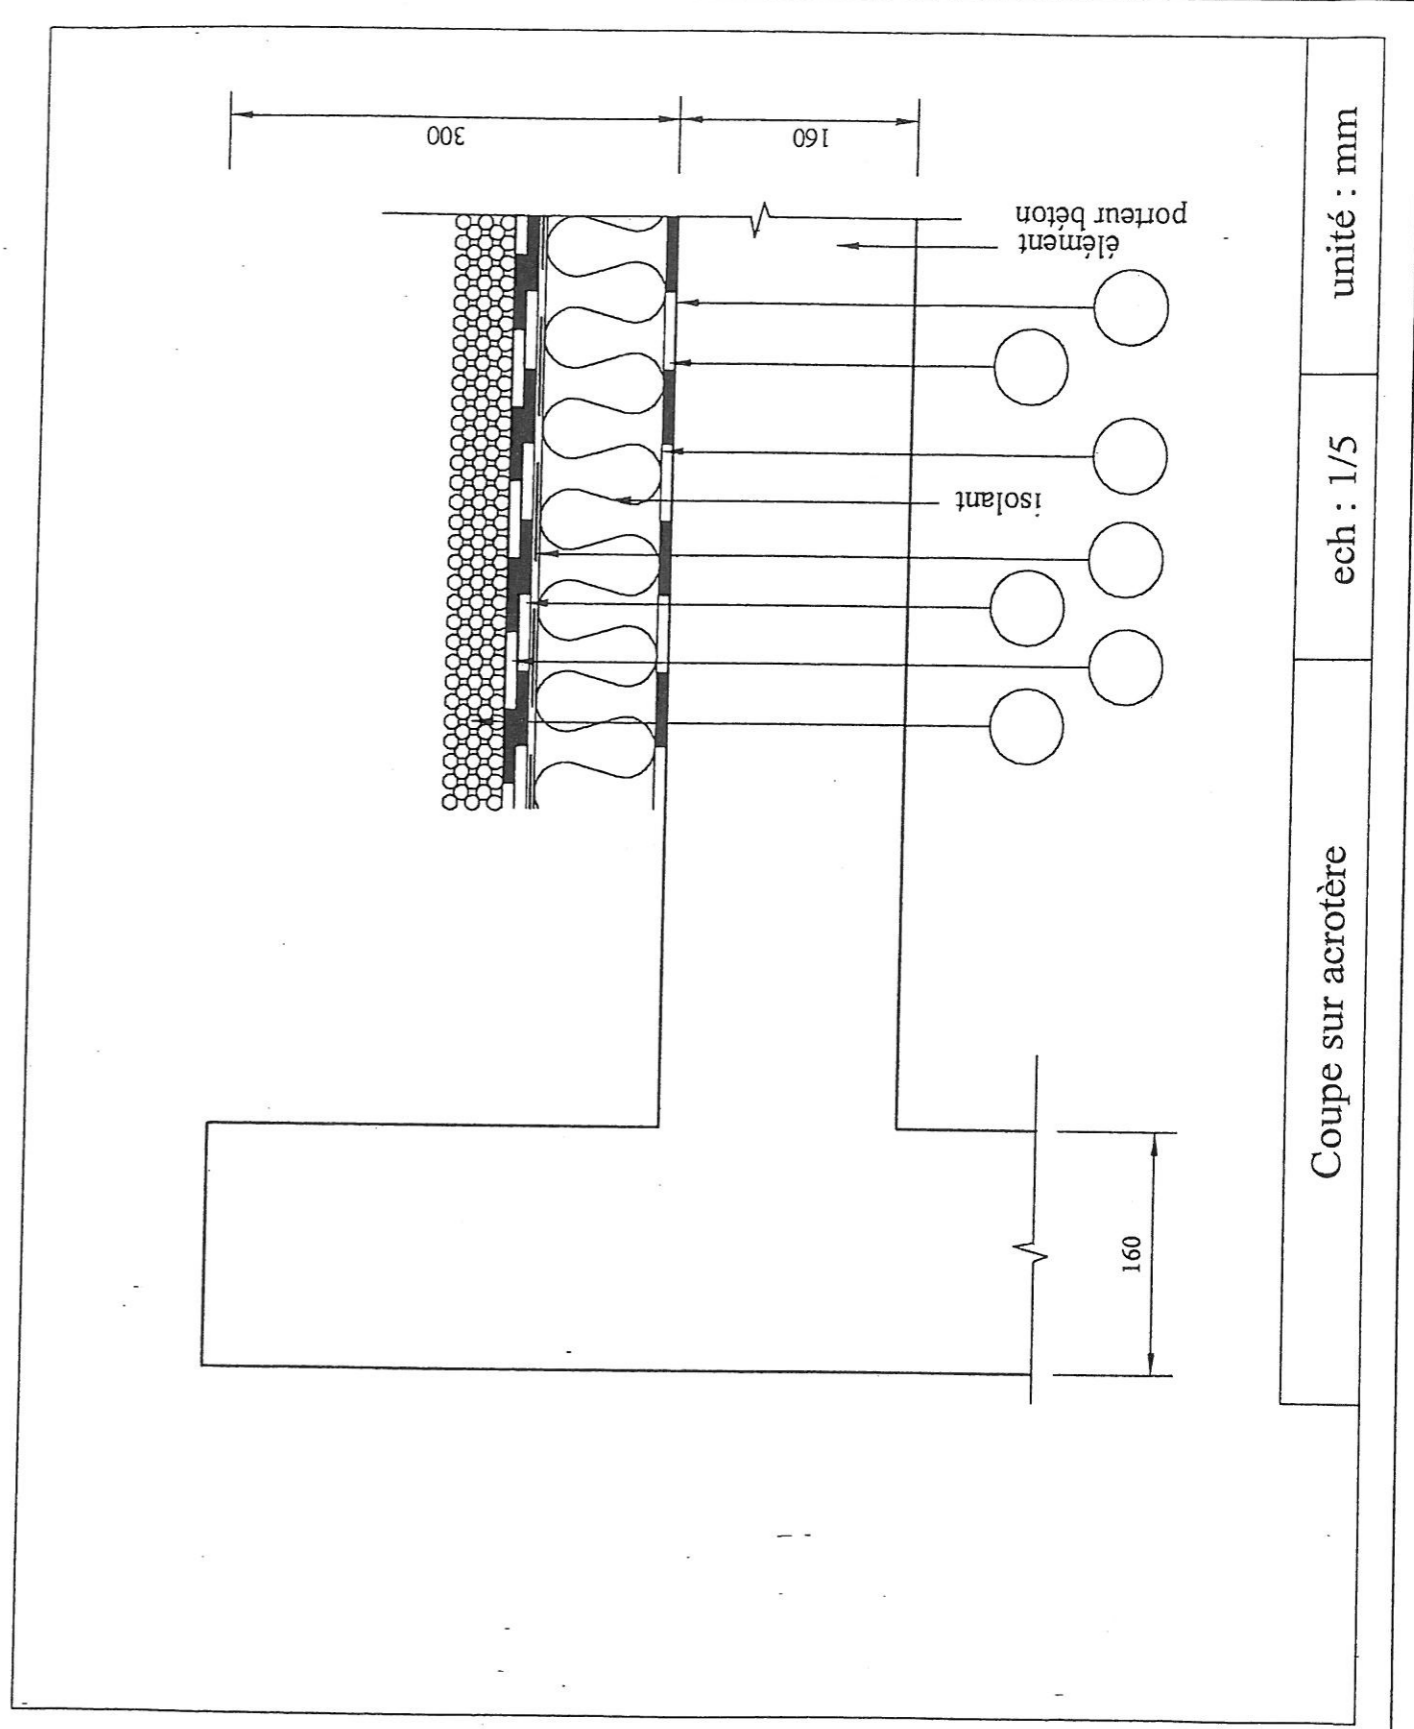 300
160
élément
porteur béton
isolant
160
Coupe sur acrotère
ech : 1/5
unité : mm